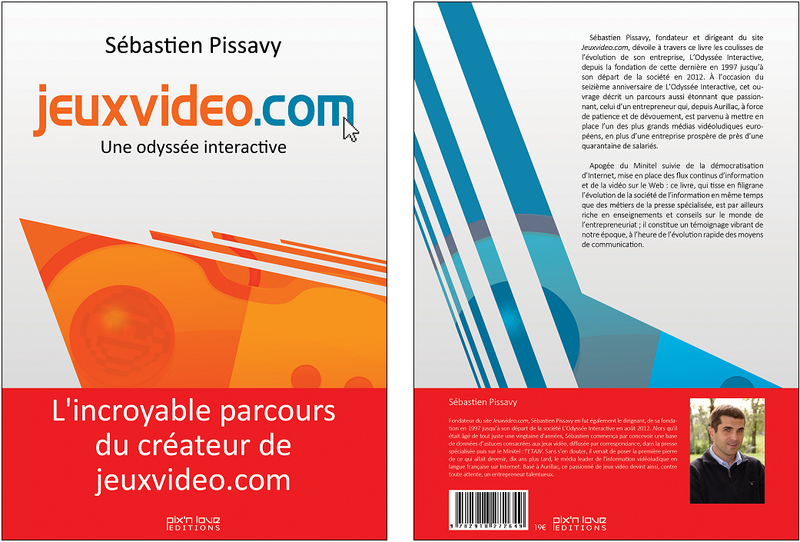 Sébastien Pissavy
jeuxvideo.com
Une odyssée interactive
L'incroyable parcours
du créateur de
jeuxvideo.com
pix'n love
EDITIONS
Sébastien Pissavy, fondateur et dirigeant du site
Jeuxvideo.com, dévoile à travers ce livre les coulisses de
l'évolution de son entreprise, L'Odyssée Interactive,
depuis la fondation de cette dernière en 1997 jusqu'à
son départ de la société en 2012. À l'occasion du
seizième anniversaire de L'Odyssée Interactive, cet ou-
vrage décrit un parcours aussi étonnant que passion-
nant, celui d'un entrepreneur qui, depuis Aurillac, à force
de patience et de dévouement, est parvenu à mettre en
place l'un des plus grands médias vidéoludiques euro-
péens, en plus d'une entreprise prospère de près d'une
quarantaine de salariés.
Apogée du Minitel suivie de la démocratisation
d'Internet, mise en place des flux continus d'information
et de la vidéo sur le Web : ce livre, qui tisse en filigrane
l'évolution de la société de l'information en même temps
que des métiers de la presse spécialisée, est par ailleurs
riche en enseignements et conseils sur le monde de
l'entrepreneuriat ; il constitue un témoignage vibrant de
notre époque, à l'heure de l'évolution rapide des moyens
de communication.
Sébastien Pissavy
Fondateur du site Jeuxvideo.com, Sébastien Pissavy en fut également le dirigeant, de sa fonda-
tion en 1997 jusqu'à son départ de la société L'Odyssée Interactive en août 2012. Alors qu'il
était âgé de tout juste une vingtaine d'années, Sébastien commença par concevoir une base
de données d'astuces consacrées aux jeux vidéo, diffusée par correspondance, dans la presse
spécialisée puis sur le Minitel : l'ETAJV. Sans s'en douter, il venait de poser la première pierre
de ce qui allait devenir, dix ans plus tard, le média leader de l'information vidéoludique en
langue française sur Internet. Basé à Aurillac, ce passionné de jeux vidéo devint ainsi, contre
toute attente, un entrepreneur talentueux.
9 782918 272649
19€
pix'n love
EDITIONS